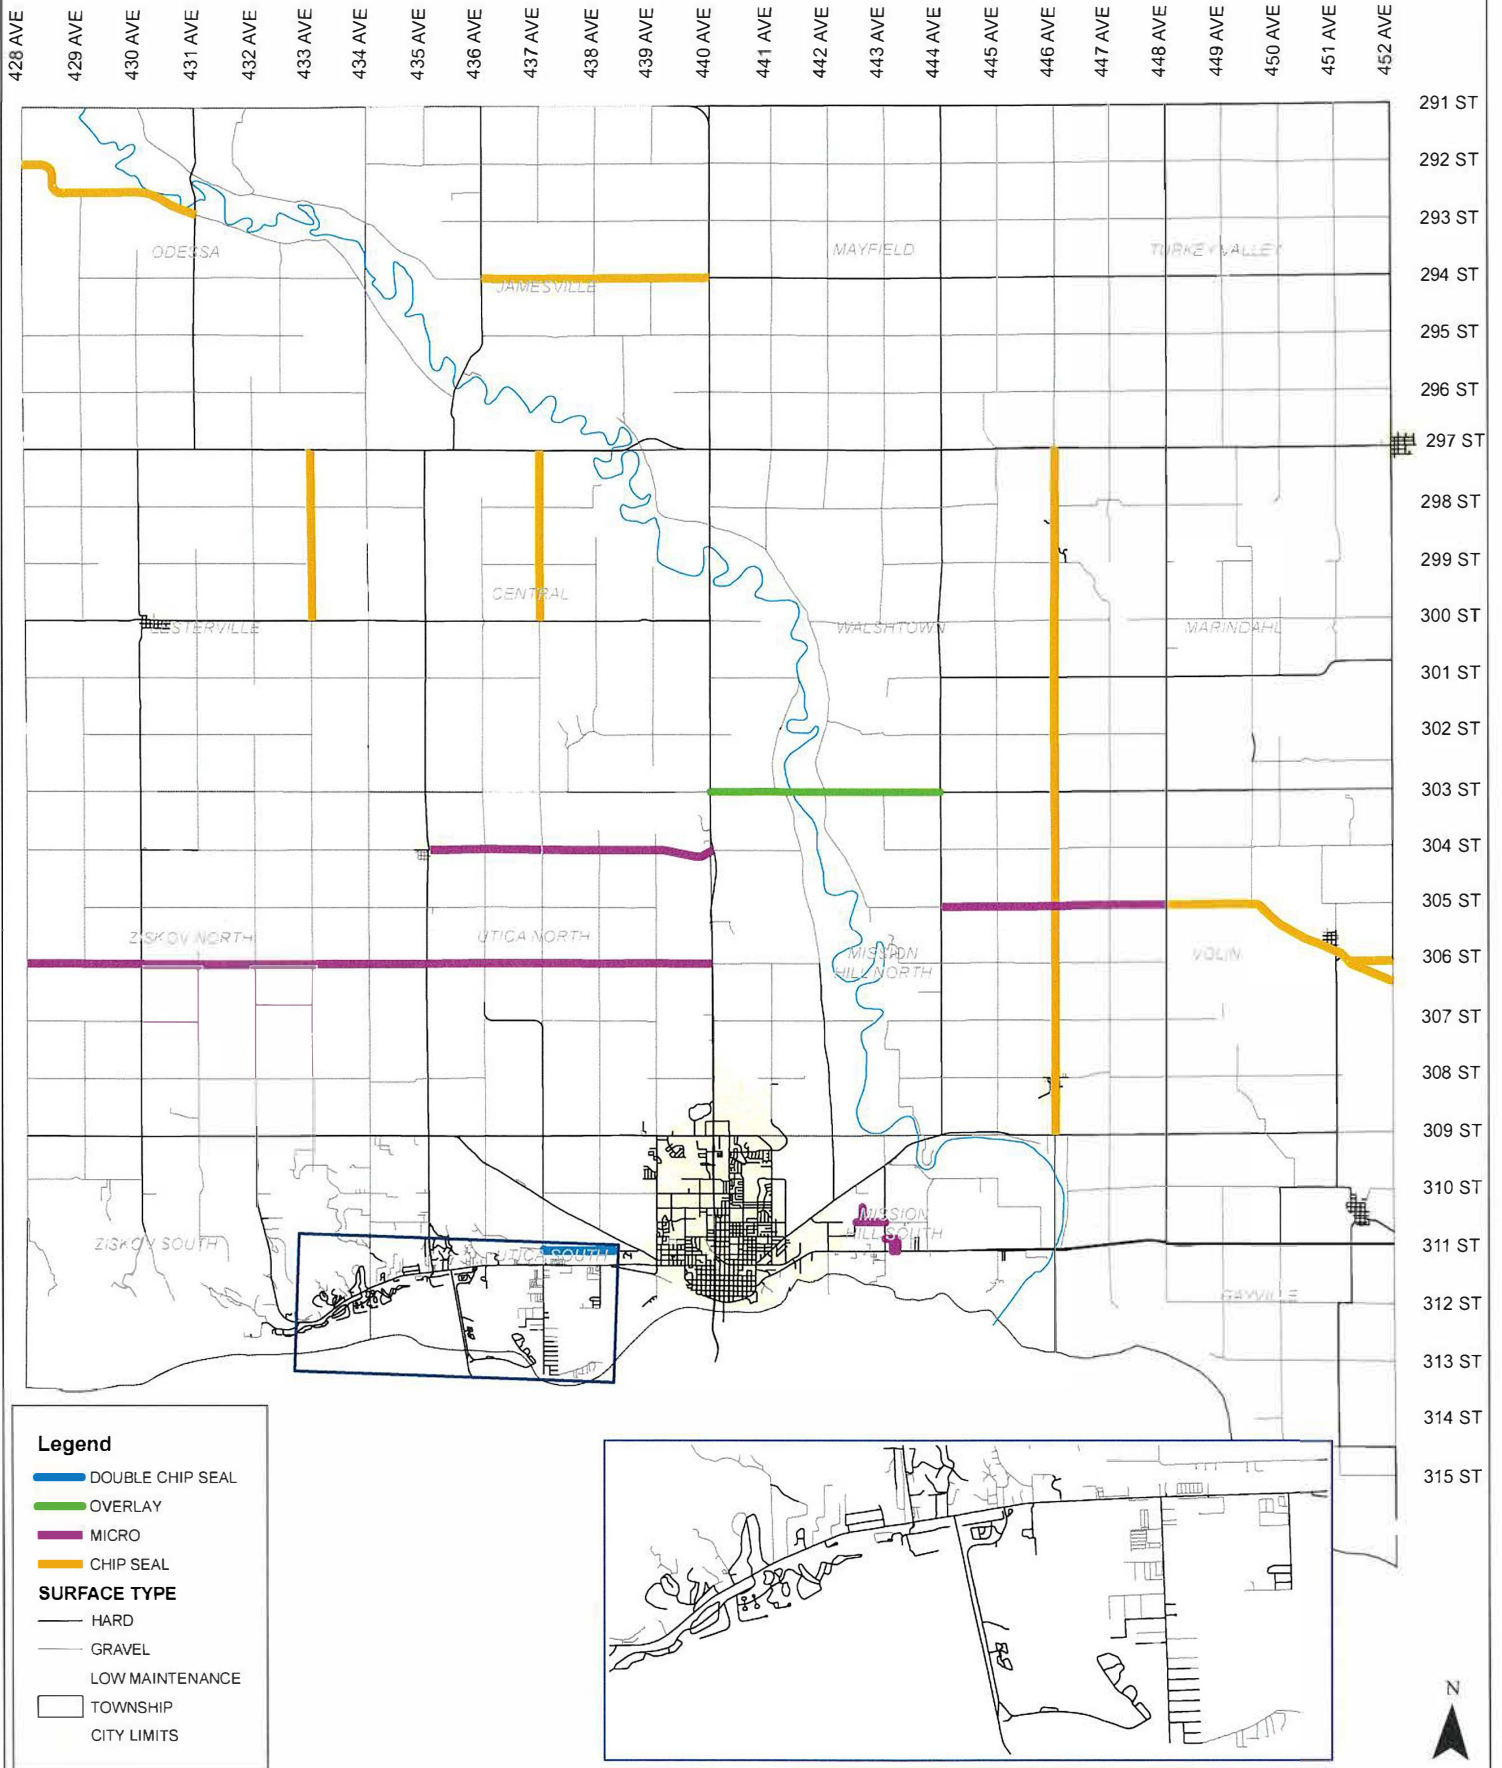 428 AVE
429 AVE
430 AVE
431 AVE
432 AVE
433 AVE
434 AVE
435 AVE
436 AVE
437 AVE
438 AVE
439 AVE
440 AVE
441 AVE
442 AVE
443 AVE
444 AVE
445 AVE
446 AVE
447 AVE
448 AVE
449 AVE
450 AVE
451 AVE
452 AVE
291 ST
292 ST
293 ST
ODESSA
MAYFIELD
TURKEY VALLEY
294 ST
JAMESVILLE
295 ST
296 ST
297 ST
298 ST
299 ST
CENTRAL
300 ST
LESTERVILLE
WALSHTOWN
MARINDAHL
301 ST
302 ST
303 ST
304 ST
305 ST
ZISKOV NORTH
UTICA NORTH
MISSION
HILL NORTH
VOLIN
306 ST
307 ST
308 ST
309 ST
310 ST
MISSION
HILL SOUTH
ZISKOV SOUTH
UTICA SOUTH
311 ST
GAYVILLE
312 ST
313 ST
314 ST
315 ST
Legend
DOUBLE CHIP SEAL
OVERLAY
MICRO
CHIP SEAL
SURFACE TYPE
HARD
GRAVEL
LOW MAINTENANCE
TOWNSHIP
CITY LIMITS
N